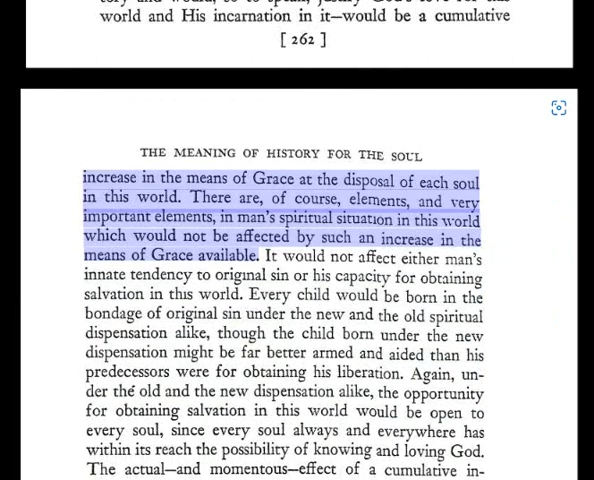 world and His incarnation in it—would be a cumulative
[ 262 ]
THE MEANING OF HISTORY FOR THE SOUL
increase in the means of Grace at the disposal of each soul
in this world. There are, of course, elements, and very
important elements, in man's spiritual situation in this world
which would not be affected by such an increase in the
means of Grace available. It would not affect either man's
innate tendency to original sin or his capacity for obtaining
salvation in this world. Every child would be born in the
bondage of original sin under the new and the old spiritual
dispensation alike, though the child born under the new
dispensation might be far better armed and aided than his
predecessors were for obtaining his liberation. Again, un-
der the old and the new dispensation alike, the opportunity
for obtaining salvation in this world would be open to
every soul, since every soul always and everywhere has
within its reach the possibility of knowing and loving God.
The actual—and momentous—effect of a cumulative in-